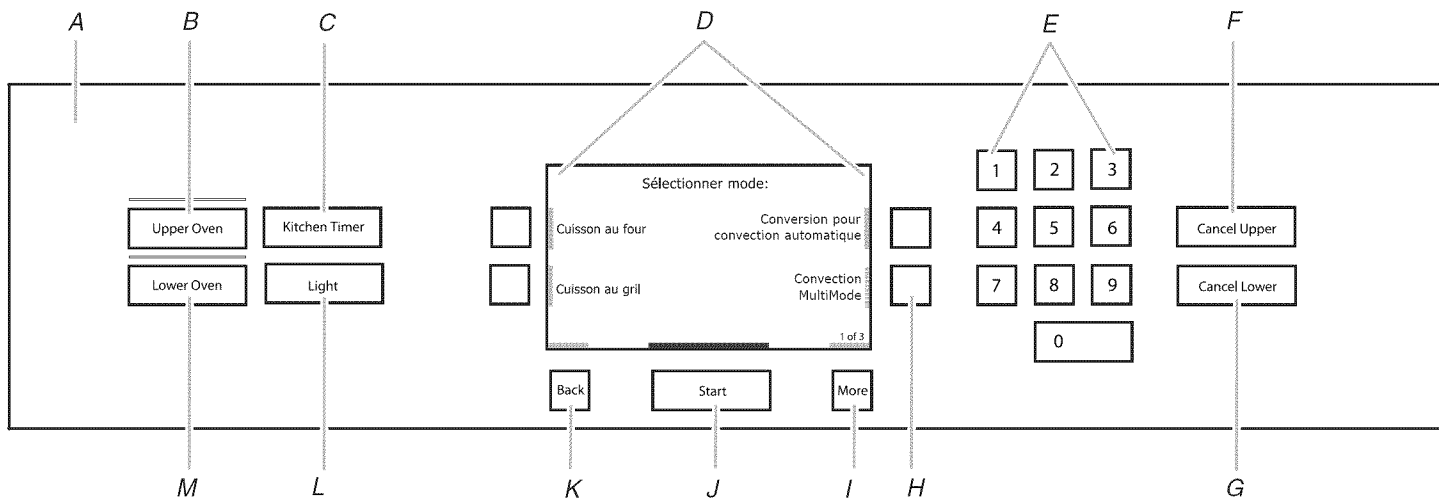 A B C D E F
Sélectionner mode:
1 2 3
Upper Oven Kitchen Timer
Cuisson au four
Conversion pour
convection automatique
4 5 6
Cancel Upper
Lower Oven Light
Cuisson au gril
Convection
MultiMode
7 8 9
Cancel Lower
1 of 3
0
Back Start More
M L K J I H G